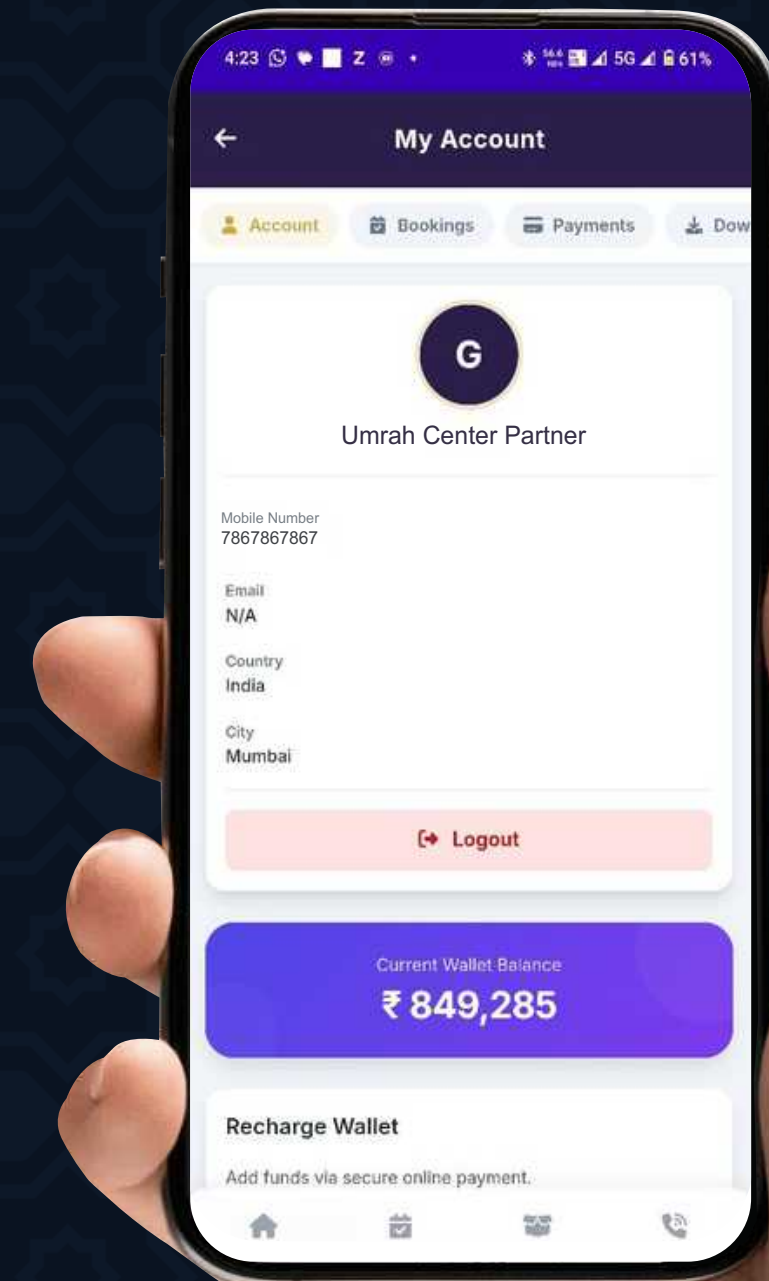 4:23 Z
5G 61%
My Account
Account Bookings Payments Dow
G
Umrah Center Partner
Mobile Number
7867867867
Email
N/A
Country
India
City
Mumbai
Logout
Current Wallet Balance
₹ 849,285
Recharge Wallet
Add funds via secure online payment.